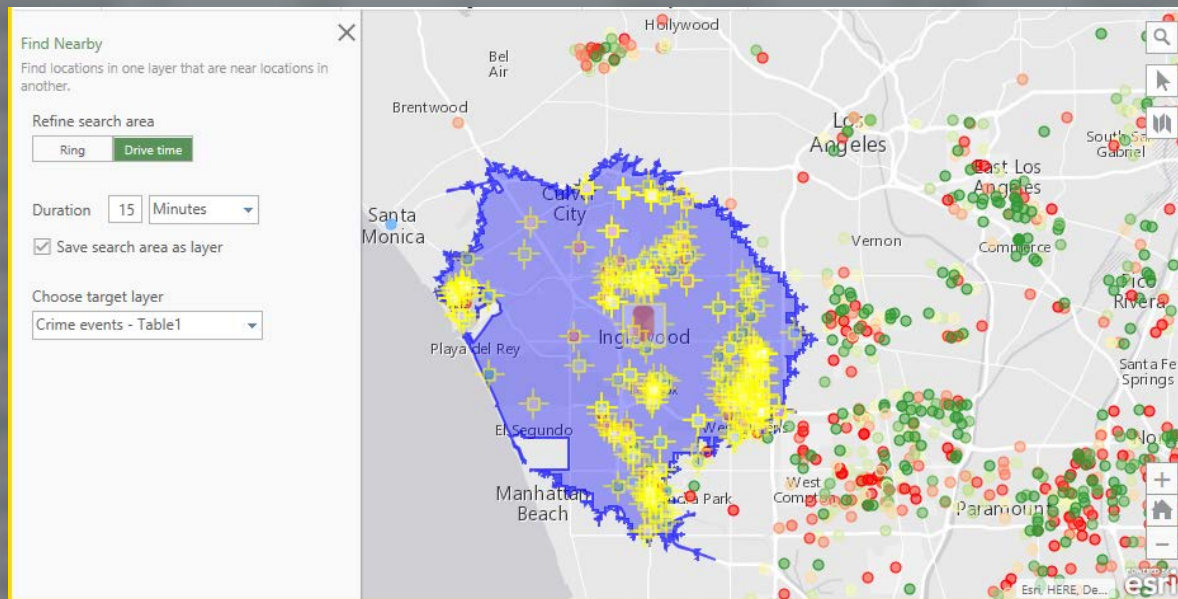 Find Nearby
Find locations in one layer that are near locations in
another.
Refine search area
Ring
Drive time
Duration
15
Minutes
Save search area as layer
Choose target layer
Crime events - Table1
Hollywood
Bel
Air
Brentwood
Los
Angeles
South
Gabriel
East Los
Angeles
Culver
City
Santa
Monica
Vernon
Commerce
Pico
Rivera
Inglewood
Playa del Rey
Santa Fe
Springs
El Segundo
Manhattan
Beach
Park
West
Compton
Paramount
Esri, HERE, De...
esri